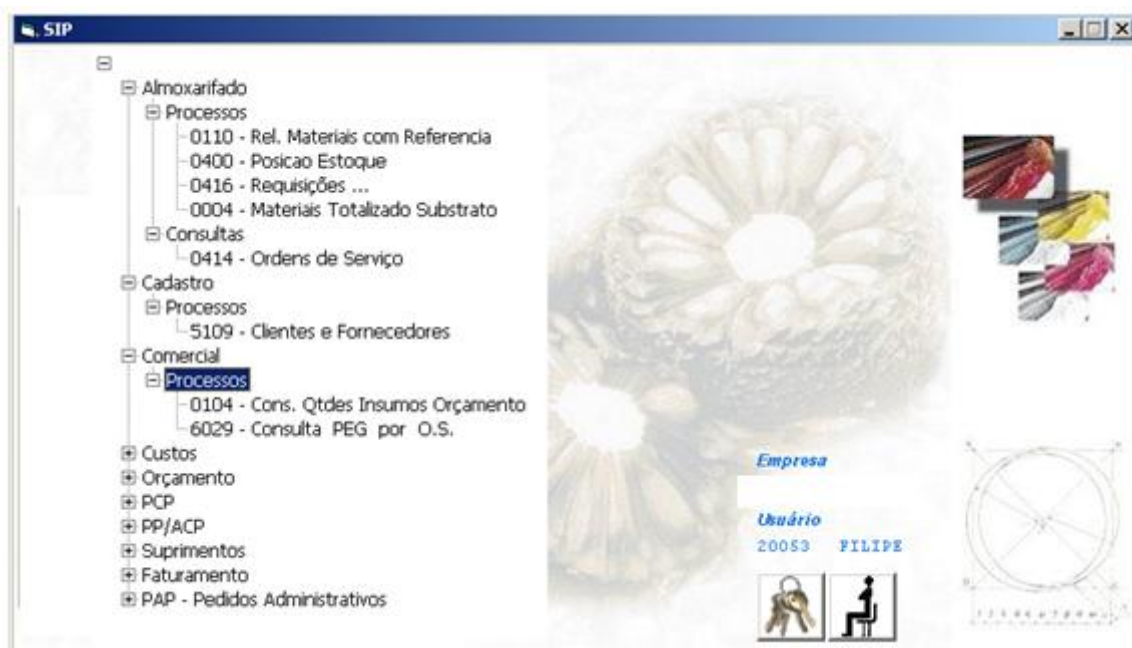 SIP
Almoxarifado
Processos
0110 - Rel. Materiais com Referencia
0400 - Posicao Estoque
0416 - Requisições ...
0004 - Materiais Totalizado Substrato
Consultas
0414 - Ordens de Serviço
Cadastro
Processos
5109 - Clientes e Fornecedores
Comercial
Processos
0104 - Cons. Qtdes Insumos Orçamento
6029 - Consulta PEG por O.S.
Custos
Orçamento
PCP
PP/ACP
Suprimentos
Faturamento
PAP - Pedidos Administrativos
Empresa
Usuário
20053 FILIPE